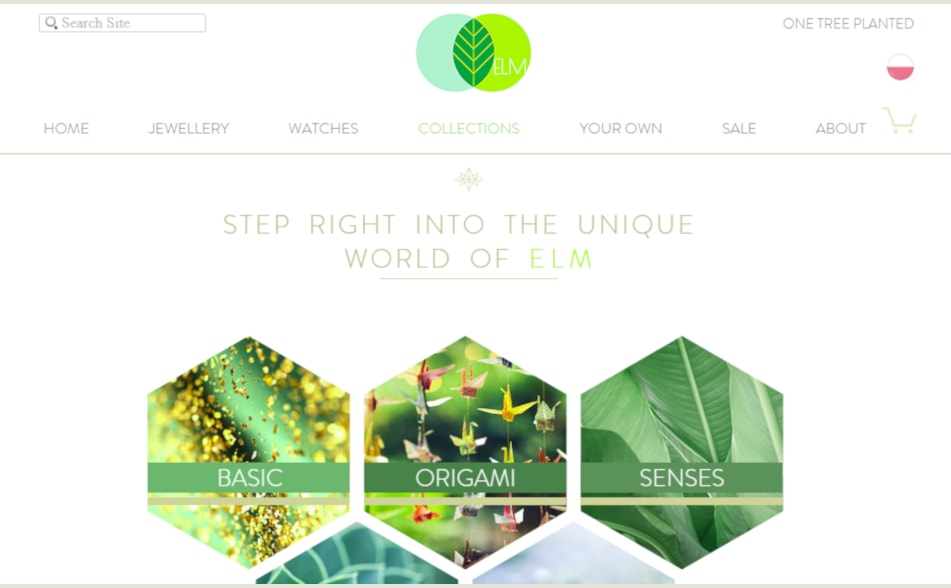 Search Site
ELM
ONE TREE PLANTED
HOME JEWELLERY WATCHES COLLECTIONS YOUR OWN SALE ABOUT
STEP RIGHT INTO THE UNIQUE
WORLD OF ELM
BASIC ORIGAMI SENSES